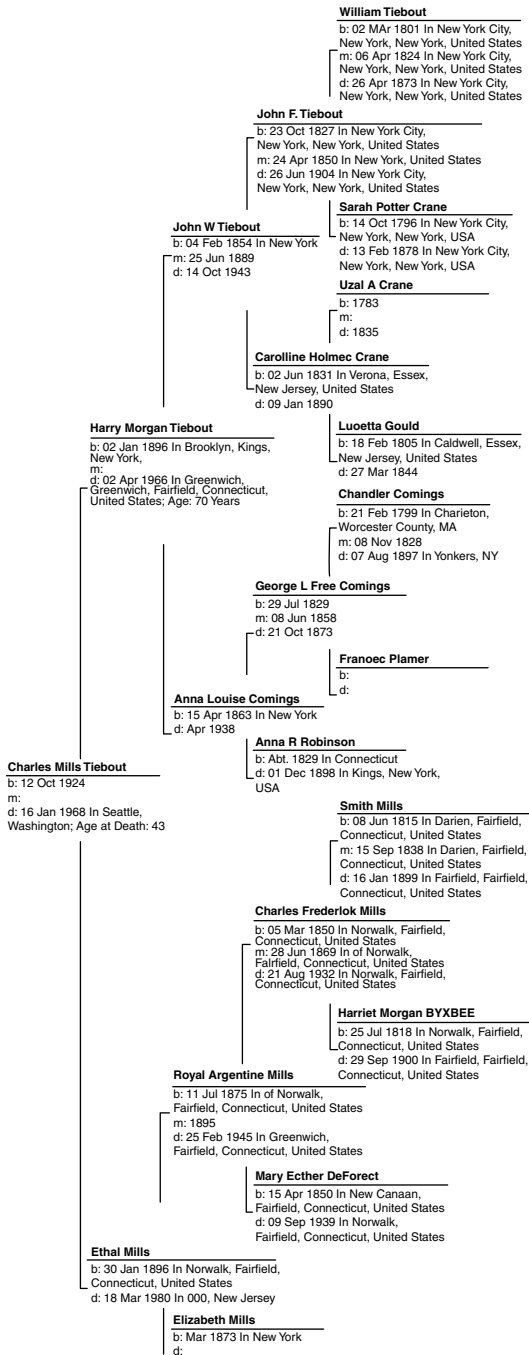 William Tiebout
b: 02 MAr 1801 In New York City,
New York, New York, United States
m: 06 Apr 1824 In New York City,
New York, New York, United States
d: 26 Apr 1873 In New York City,
New York, New York, United States
John F. Tiebout
b: 23 Oct 1827 In New York City,
New York, New York, United States
m: 24 Apr 1850 In New York, United States
d: 26 Jun 1904 In New York City,
New York, New York, United States
Sarah Potter Crane
b: 14 Oct 1796 In New York City,
New York, New York, USA
d: 13 Feb 1878 In New York City,
New York, New York, USA
John W Tiebout
b: 04 Feb 1854 In New York
m: 25 Jun 1889
d: 14 Oct 1943
Uzal A Crane
b: 1783
m:
d: 1835
Carolline Holmec Crane
b: 02 Jun 1831 In Verona, Essex,
New Jersey, United States
d: 09 Jan 1890
Luoetta Gould
b: 18 Feb 1805 In Caldwell, Essex,
New Jersey, United States
d: 27 Mar 1844
Harry Morgan Tiebout
b: 02 Jan 1896 In Brooklyn, Kings,
New York,
m:
d: 02 Apr 1966 In Greenwich,
Greenwich, Fairfield, Connecticut,
United States; Age: 70 Years
Chandler Comings
b: 21 Feb 1799 In Charieton,
Worcester County, MA
m: 08 Nov 1828
d: 07 Aug 1897 In Yonkers, NY
George L Free Comings
b: 29 Jul 1829
m: 08 Jun 1858
d: 21 Oct 1873
Franoec Plamer
b:
d:
Anna Louise Comings
b: 15 Apr 1863 In New York
d: Apr 1938
Anna R Robinson
b: Abt. 1829 In Connecticut
d: 01 Dec 1898 In Kings, New York,
USA
Charles Mills Tiebout
b: 12 Oct 1924
m:
d: 16 Jan 1968 In Seattle,
Washington; Age at Death: 43
Smith Mills
b: 08 Jun 1815 In Darien, Fairfield,
Connecticut, United States
m: 15 Sep 1838 In Darien, Fairfield,
Connecticut, United States
d: 16 Jan 1899 In Fairfield, Fairfield,
Connecticut, United States
Charles Frederlok Mills
b: 05 Mar 1850 In Norwalk, Fairfield,
Connecticut, United States
m: 28 Jun 1869 In of Norwalk,
Falrfield, Connecticut, United States
d: 21 Aug 1932 In Norwalk, Fairfield,
Connecticut, United States
Harriet Morgan BYXBEE
b: 25 Jul 1818 In Norwalk, Fairfield,
Connecticut, United States
d: 29 Sep 1900 In Fairfield, Fairfield,
Connecticut, United States
Royal Argentine Mills
b: 11 Jul 1875 In of Norwalk,
Fairfield, Connecticut, United States
m: 1895
d: 25 Feb 1945 In Greenwich,
Fairfield, Connecticut, United States
Mary Ecther DeForect
b: 15 Apr 1850 In New Canaan,
Fairfield, Connecticut, United States
d: 09 Sep 1939 In Norwalk,
Fairfield, Connecticut, United States
Ethal Mills
b: 30 Jan 1896 In Norwalk, Fairfield,
Connecticut, United States
d: 18 Mar 1980 In 000, New Jersey
Elizabeth Mills
b: Mar 1873 In New York
d: